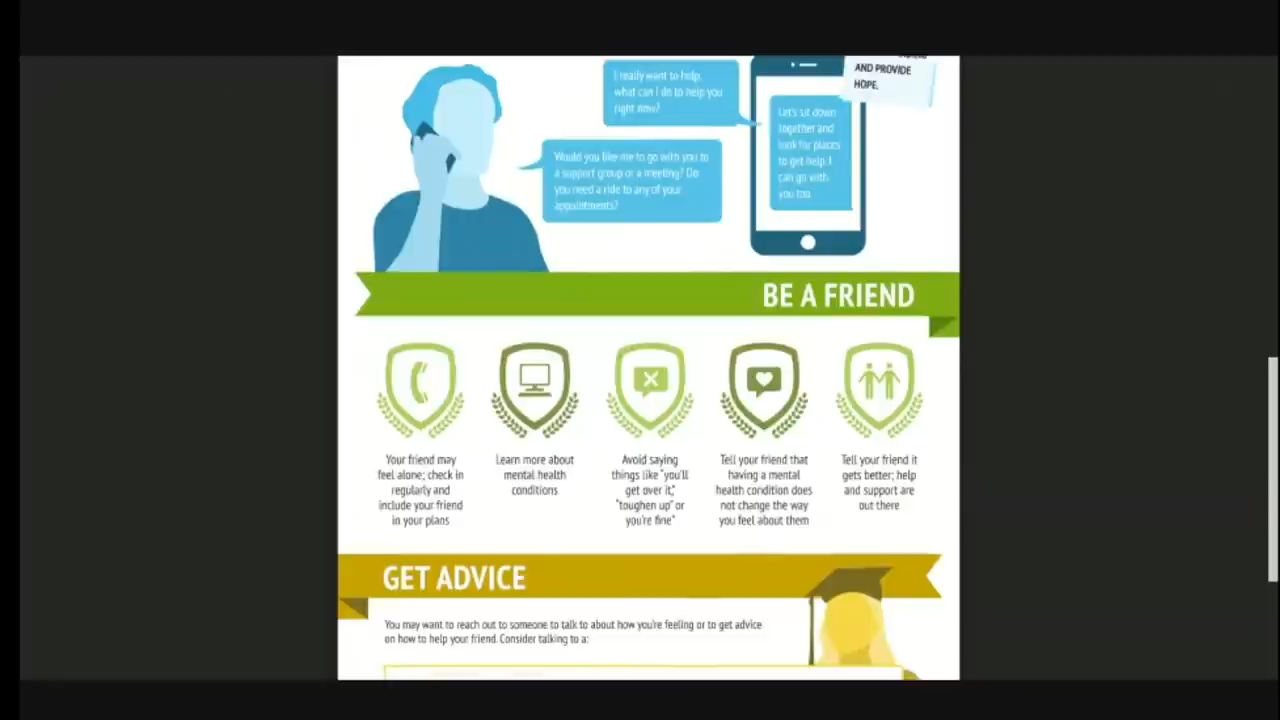 AND PROVIDE
HOPE.
I really want to help,
what can I do to help you
right now?
Let's sit down
together and
look for places
to get help. I
can go with
you too.
Would you like me to go with you to
a support group or a meeting? Do
you need a ride to any of your
appointments?
BE A FRIEND
Your friend may
feel alone; check in
regularly and
include your friend
in your plans
Learn more about
mental health
conditions
Avoid saying
things like "you'll
get over it,"
"toughen up" or
you're fine"
Tell your friend that
having a mental
health condition does
not change the way
you feel about them
Tell your friend it
gets better; help
and support are
out there
GET ADVICE
You may want to reach out to someone to talk to about how you're feeling or to get advice
on how to help your friend. Consider talking to a: